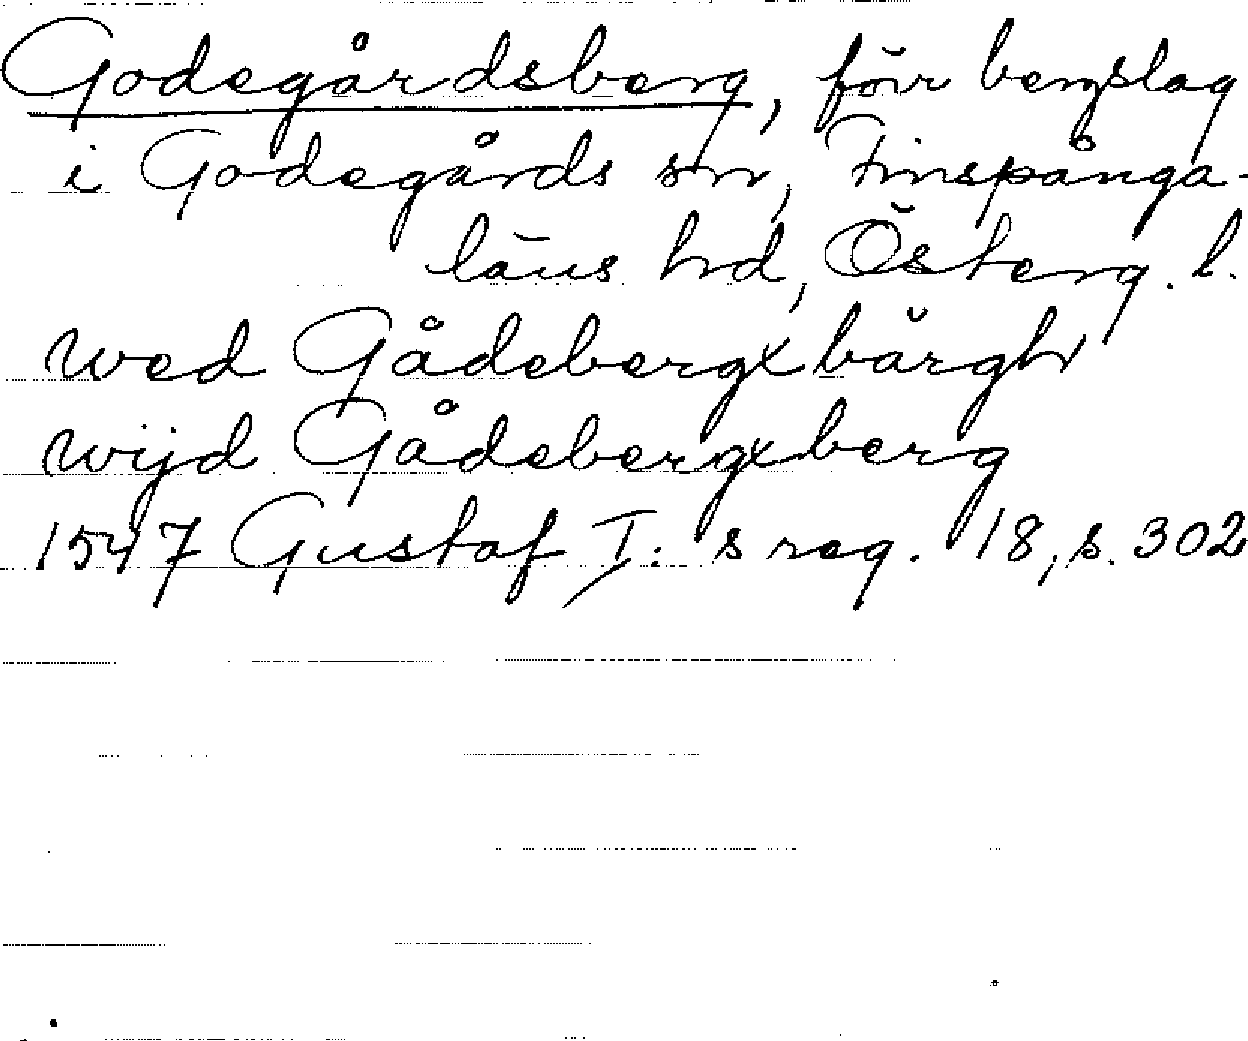 Godegårdsberg, förr bergslag
i Godegårds sn, Finspånga-
läns hd, Österg. l.
wed Gådebergxbärgh
wijd Gådebergxberg
1547 Gustaf I: s reg. 18, s. 302